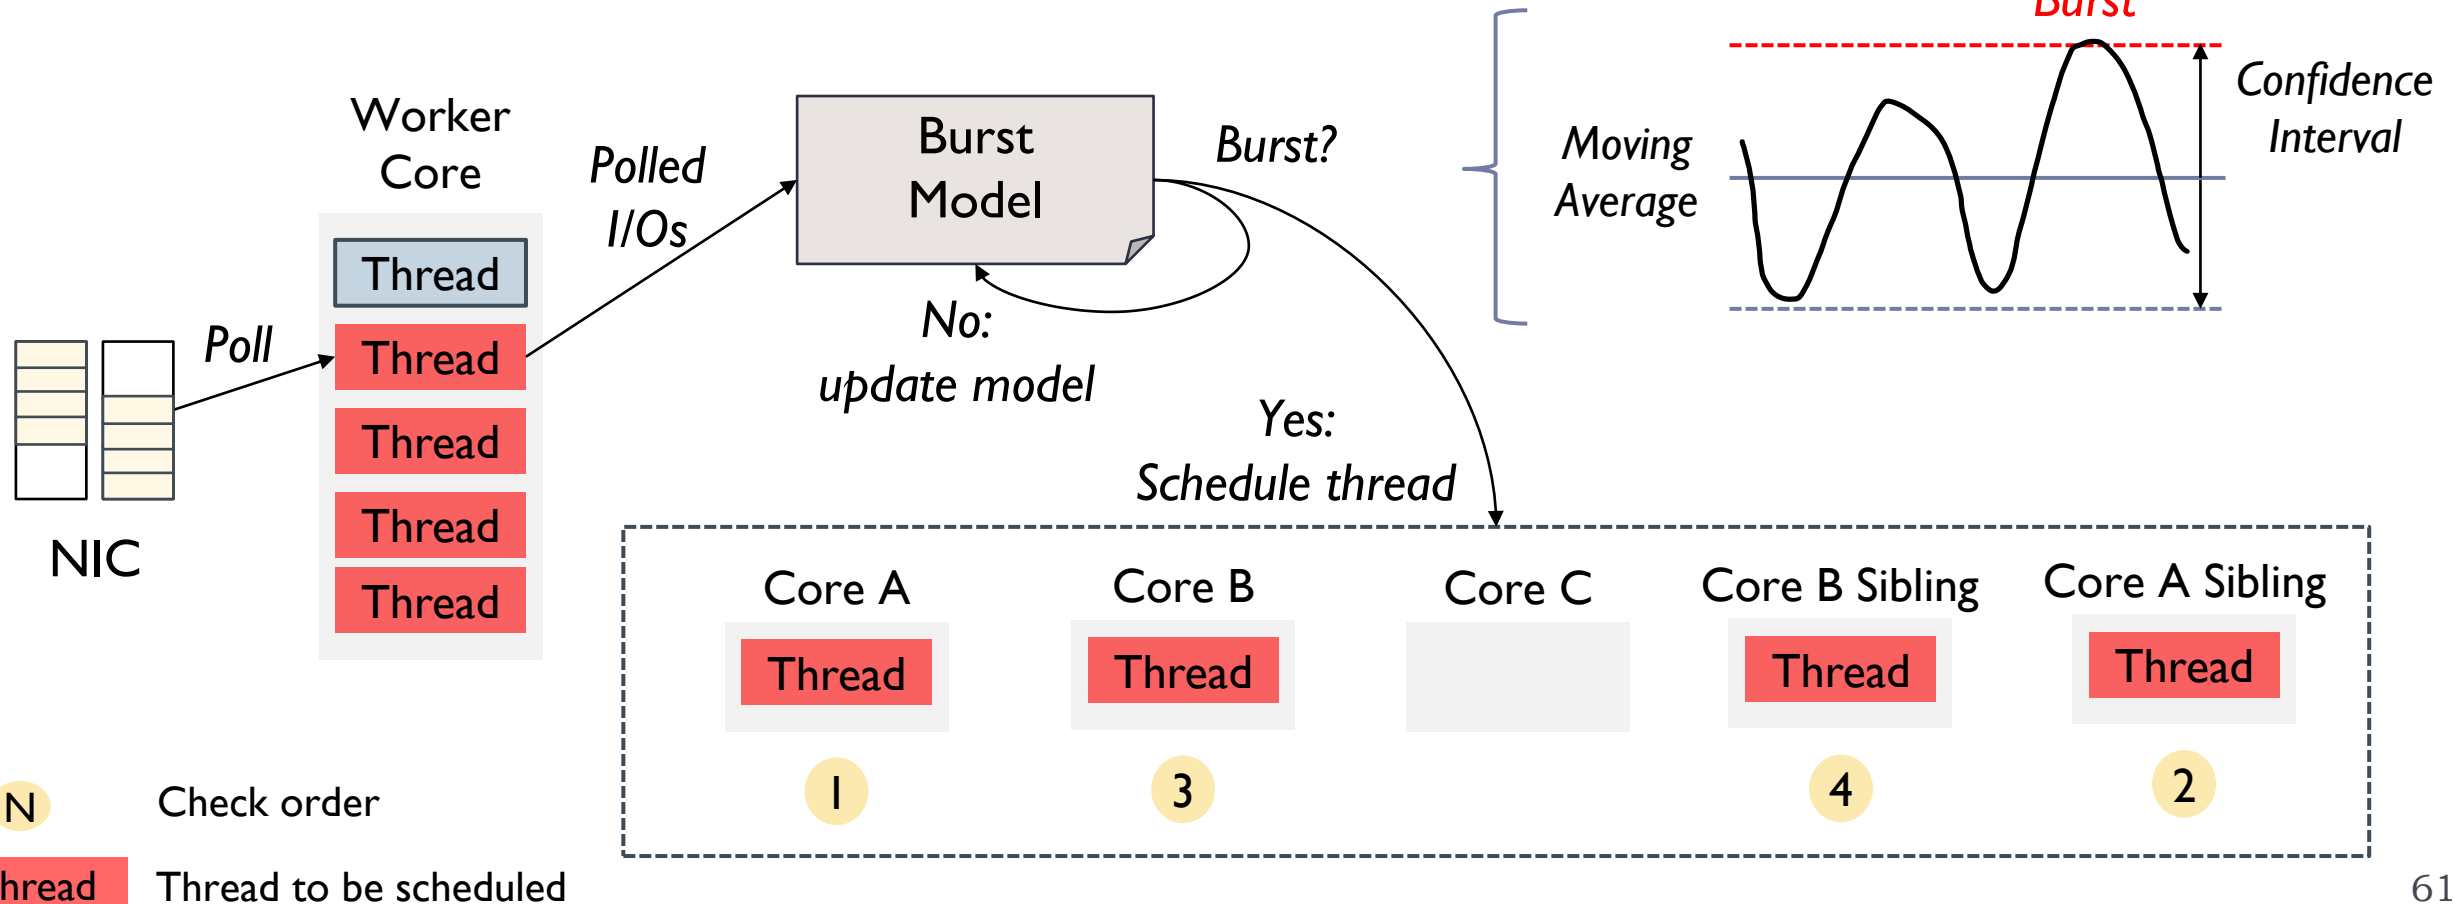 Burst
Confidence
Interval
Moving
Average
Worker
Core
Polled
I/Os
Burst
Model
Burst?
Thread
Thread
Thread
Thread
Thread
Poll
NIC
No:
update model
Yes:
Schedule thread
Core A
Core B
Core C
Core B Sibling
Core A Sibling
Thread
Thread
Thread
Thread
1
3
4
2
N
Check order
hread
Thread to be scheduled
61